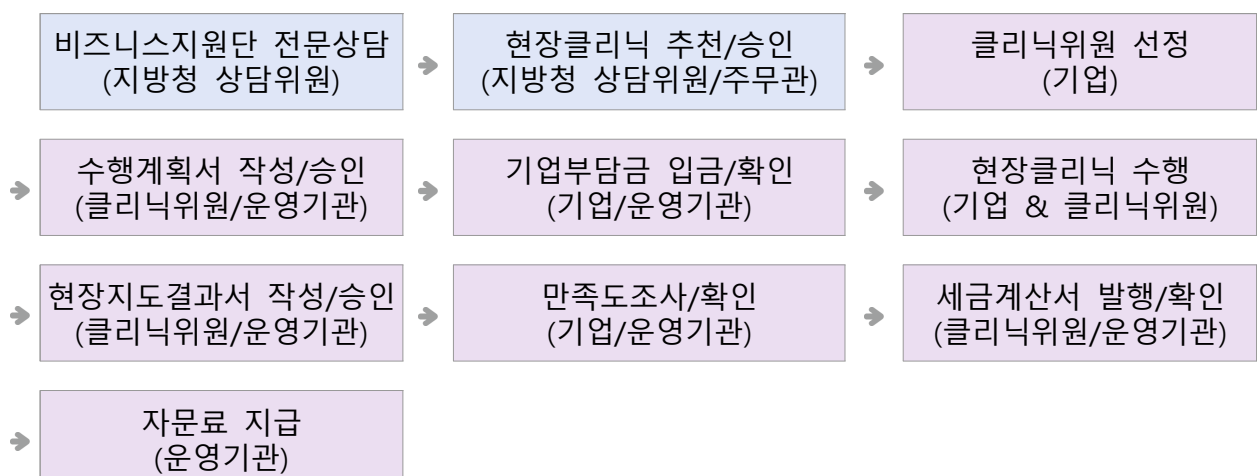 비즈니스지원단 전문상담
(지방청 상담위원)
현장클리닉 추천/승인
(지방청 상담위원/주무관)
클리닉위원 선정
(기업)
수행계획서 작성/승인
(클리닉위원/운영기관)
기업부담금 입금/확인
(기업/운영기관)
현장클리닉 수행
(기업 & 클리닉위원)
현장지도결과서 작성/승인
(클리닉위원/운영기관)
만족도조사/확인
(기업/운영기관)
세금계산서 발행/확인
(클리닉위원/운영기관)
자문료 지급
(운영기관)